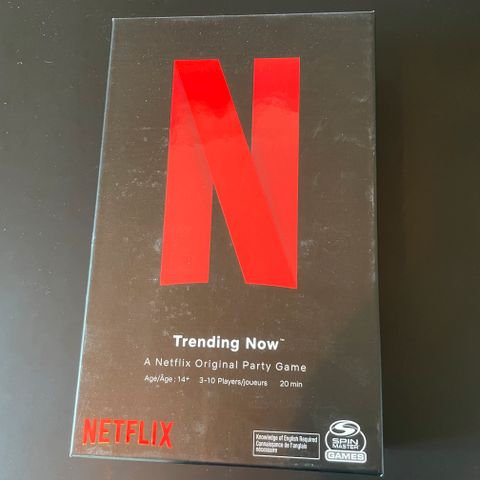 N
Trending Now™
A Netflix Original Party Game
Age/Âge : 14+ 3-10 Players/joueurs 20 min
NETFLIX
Knowledge of English Required
Connaissance de l'anglais
nécessaire
SPIN
MASTER
GAMES